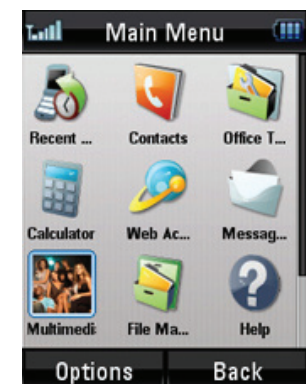 Main Menu
Recent ... Contacts Office T...
Calculator Web Ac... Messag...
Multimedi: File Ma... Help
Options Back